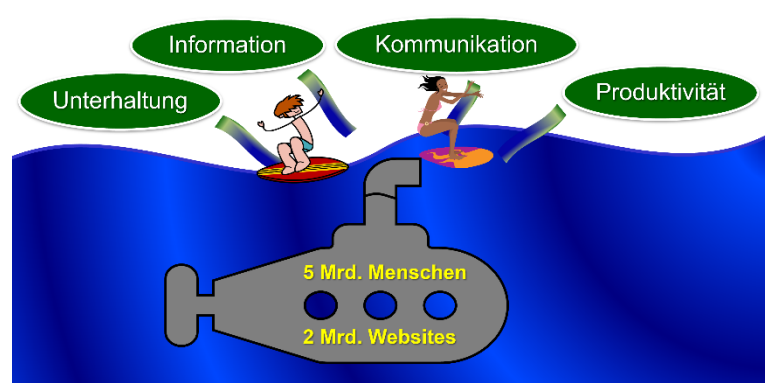 Information
Kommunikation
Unterhaltung
Produktivität
5 Mrd. Menschen
2 Mrd. Websites